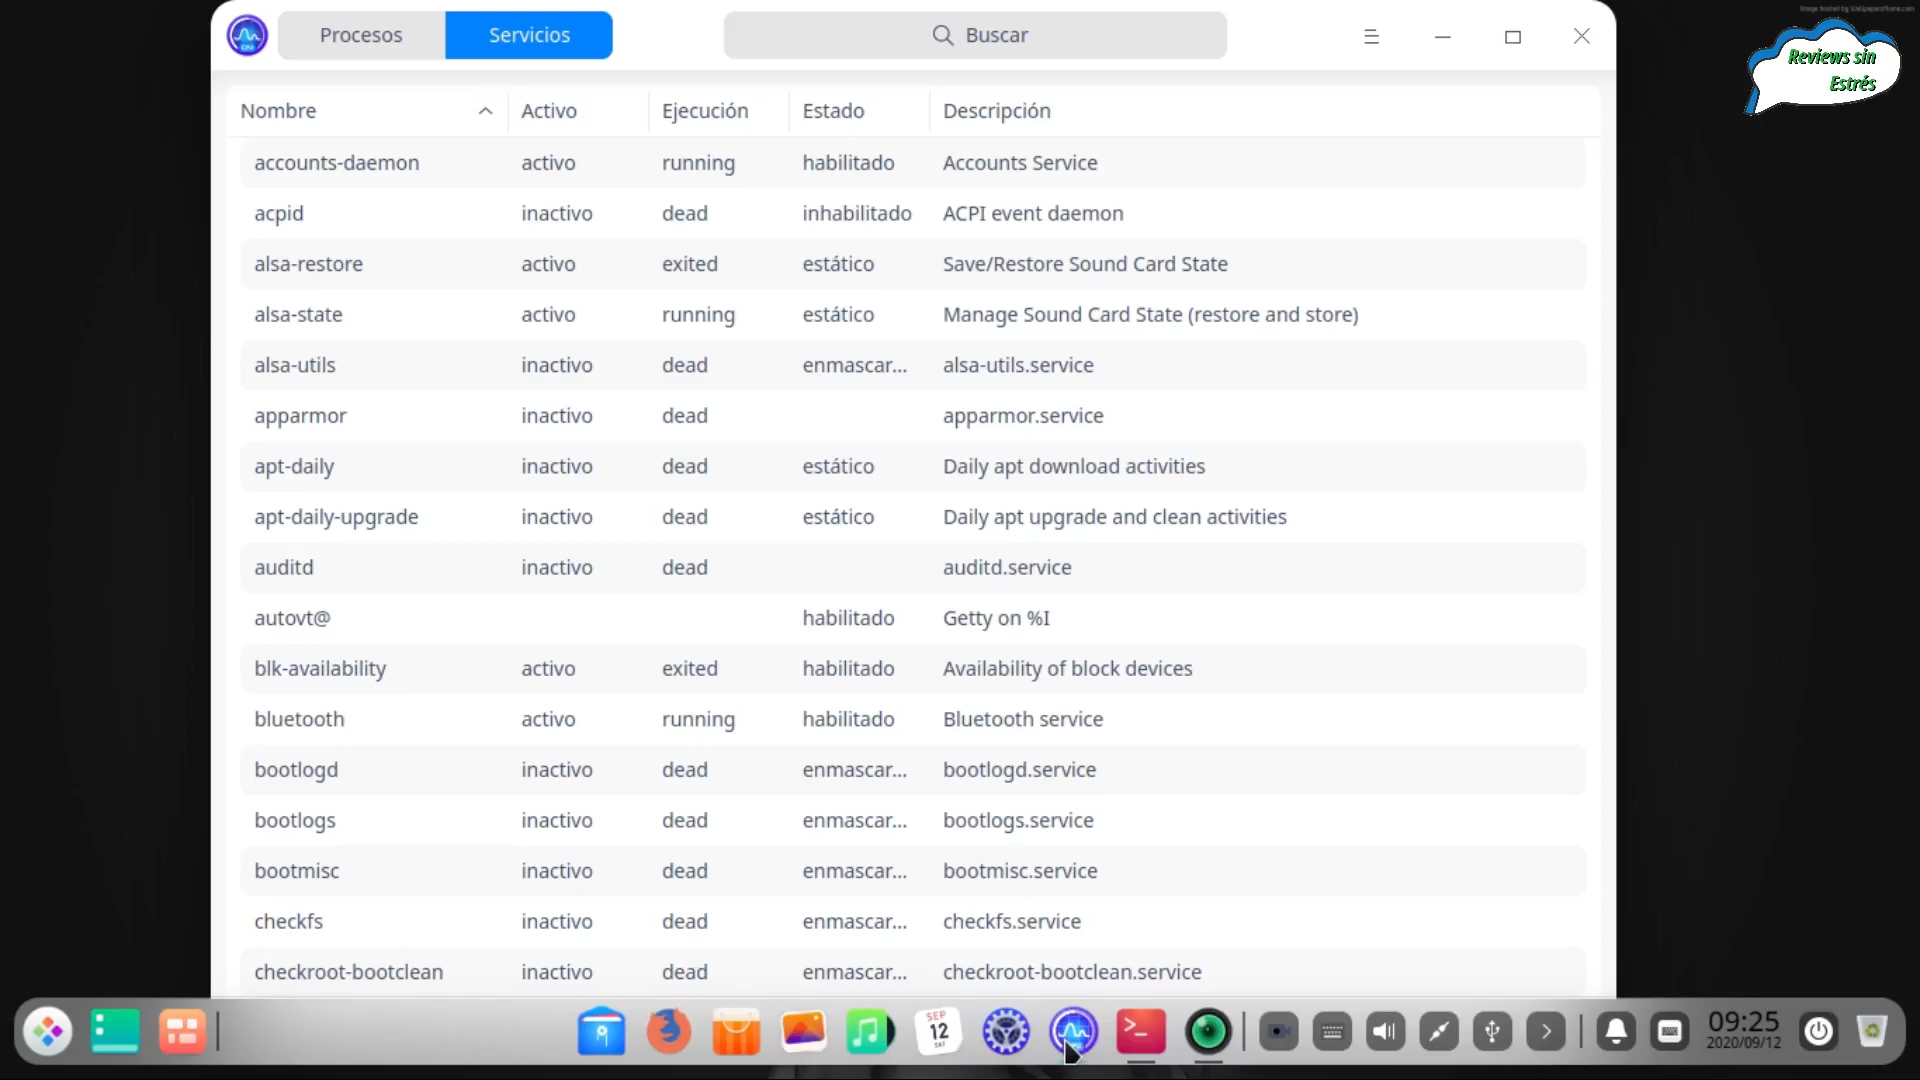 Procesos Servicios Buscar
Reviews sin
Estrés
Nombre Activo Ejecución Estado Descripción
accounts-daemon activo running habilitado Accounts Service
acpid inactivo dead inhabilitado ACPI event daemon
alsa-restore activo exited estático Save/Restore Sound Card State
alsa-state activo running estático Manage Sound Card State (restore and store)
alsa-utils inactivo dead enmascar... alsa-utils.service
apparmor inactivo dead apparmor.service
apt-daily inactivo dead estático Daily apt download activities
apt-daily-upgrade inactivo dead estático Daily apt upgrade and clean activities
auditd inactivo dead auditd.service
autovt@ habilitado Getty on %I
blk-availability activo exited habilitado Availability of block devices
bluetooth activo running habilitado Bluetooth service
bootlogd inactivo dead enmascar... bootlogd.service
bootlogs inactivo dead enmascar... bootlogs.service
bootmisc inactivo dead enmascar... bootmisc.service
checkfs inactivo dead enmascar... checkfs.service
checkroot-bootclean inactivo dead enmascar... checkroot-bootclean.service
SEP
12
SAT
09:25
2020/09/12